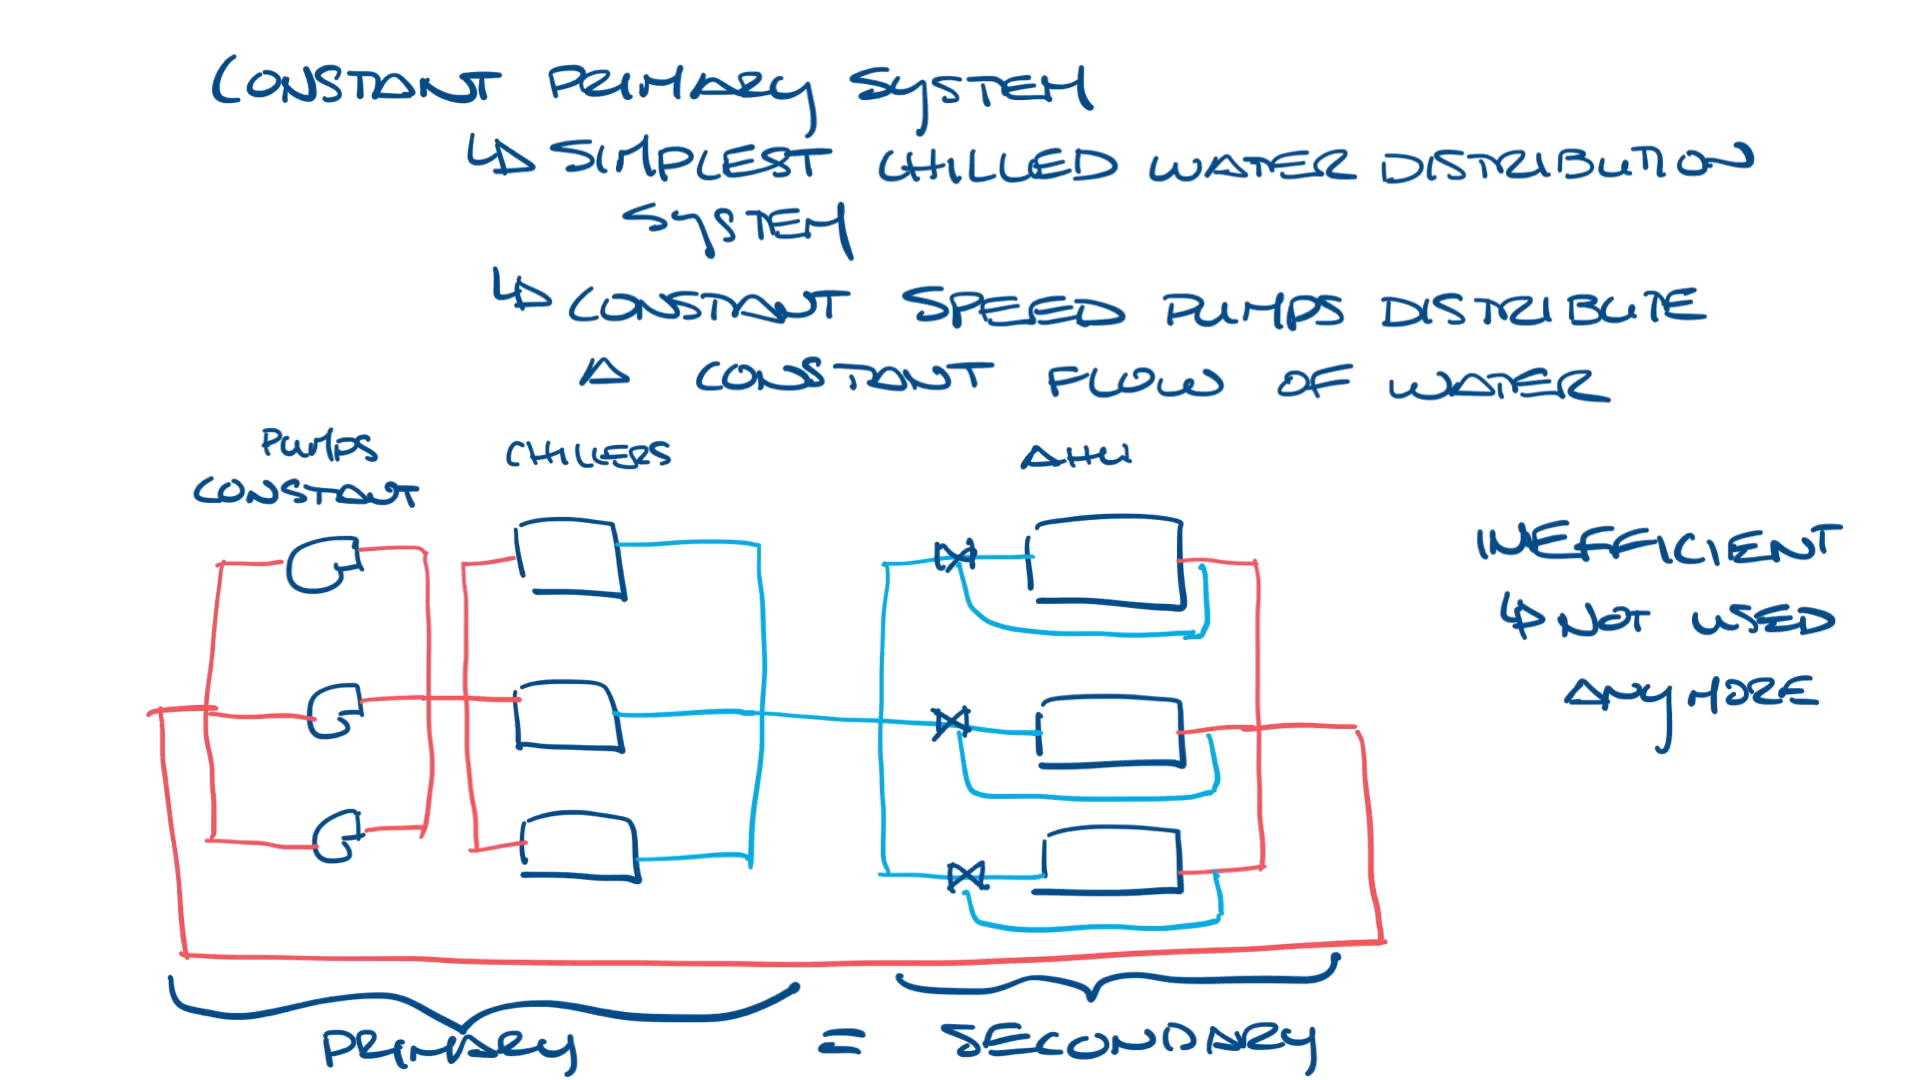 CONSTANT PRIMARY SYSTEM
↳ SIMPLEST CHILLED WATER DISTRIBUTION
SYSTEM
↳ CONSTANT SPEED PUMPS DISTRIBUTE
A CONSTANT FLOW OF WATER
PUMPS
CONSTANT
CHILLERS
AHU
INEFFICIENT
↳ NOT USED
ANYMORE
PRIMARY = SECONDARY